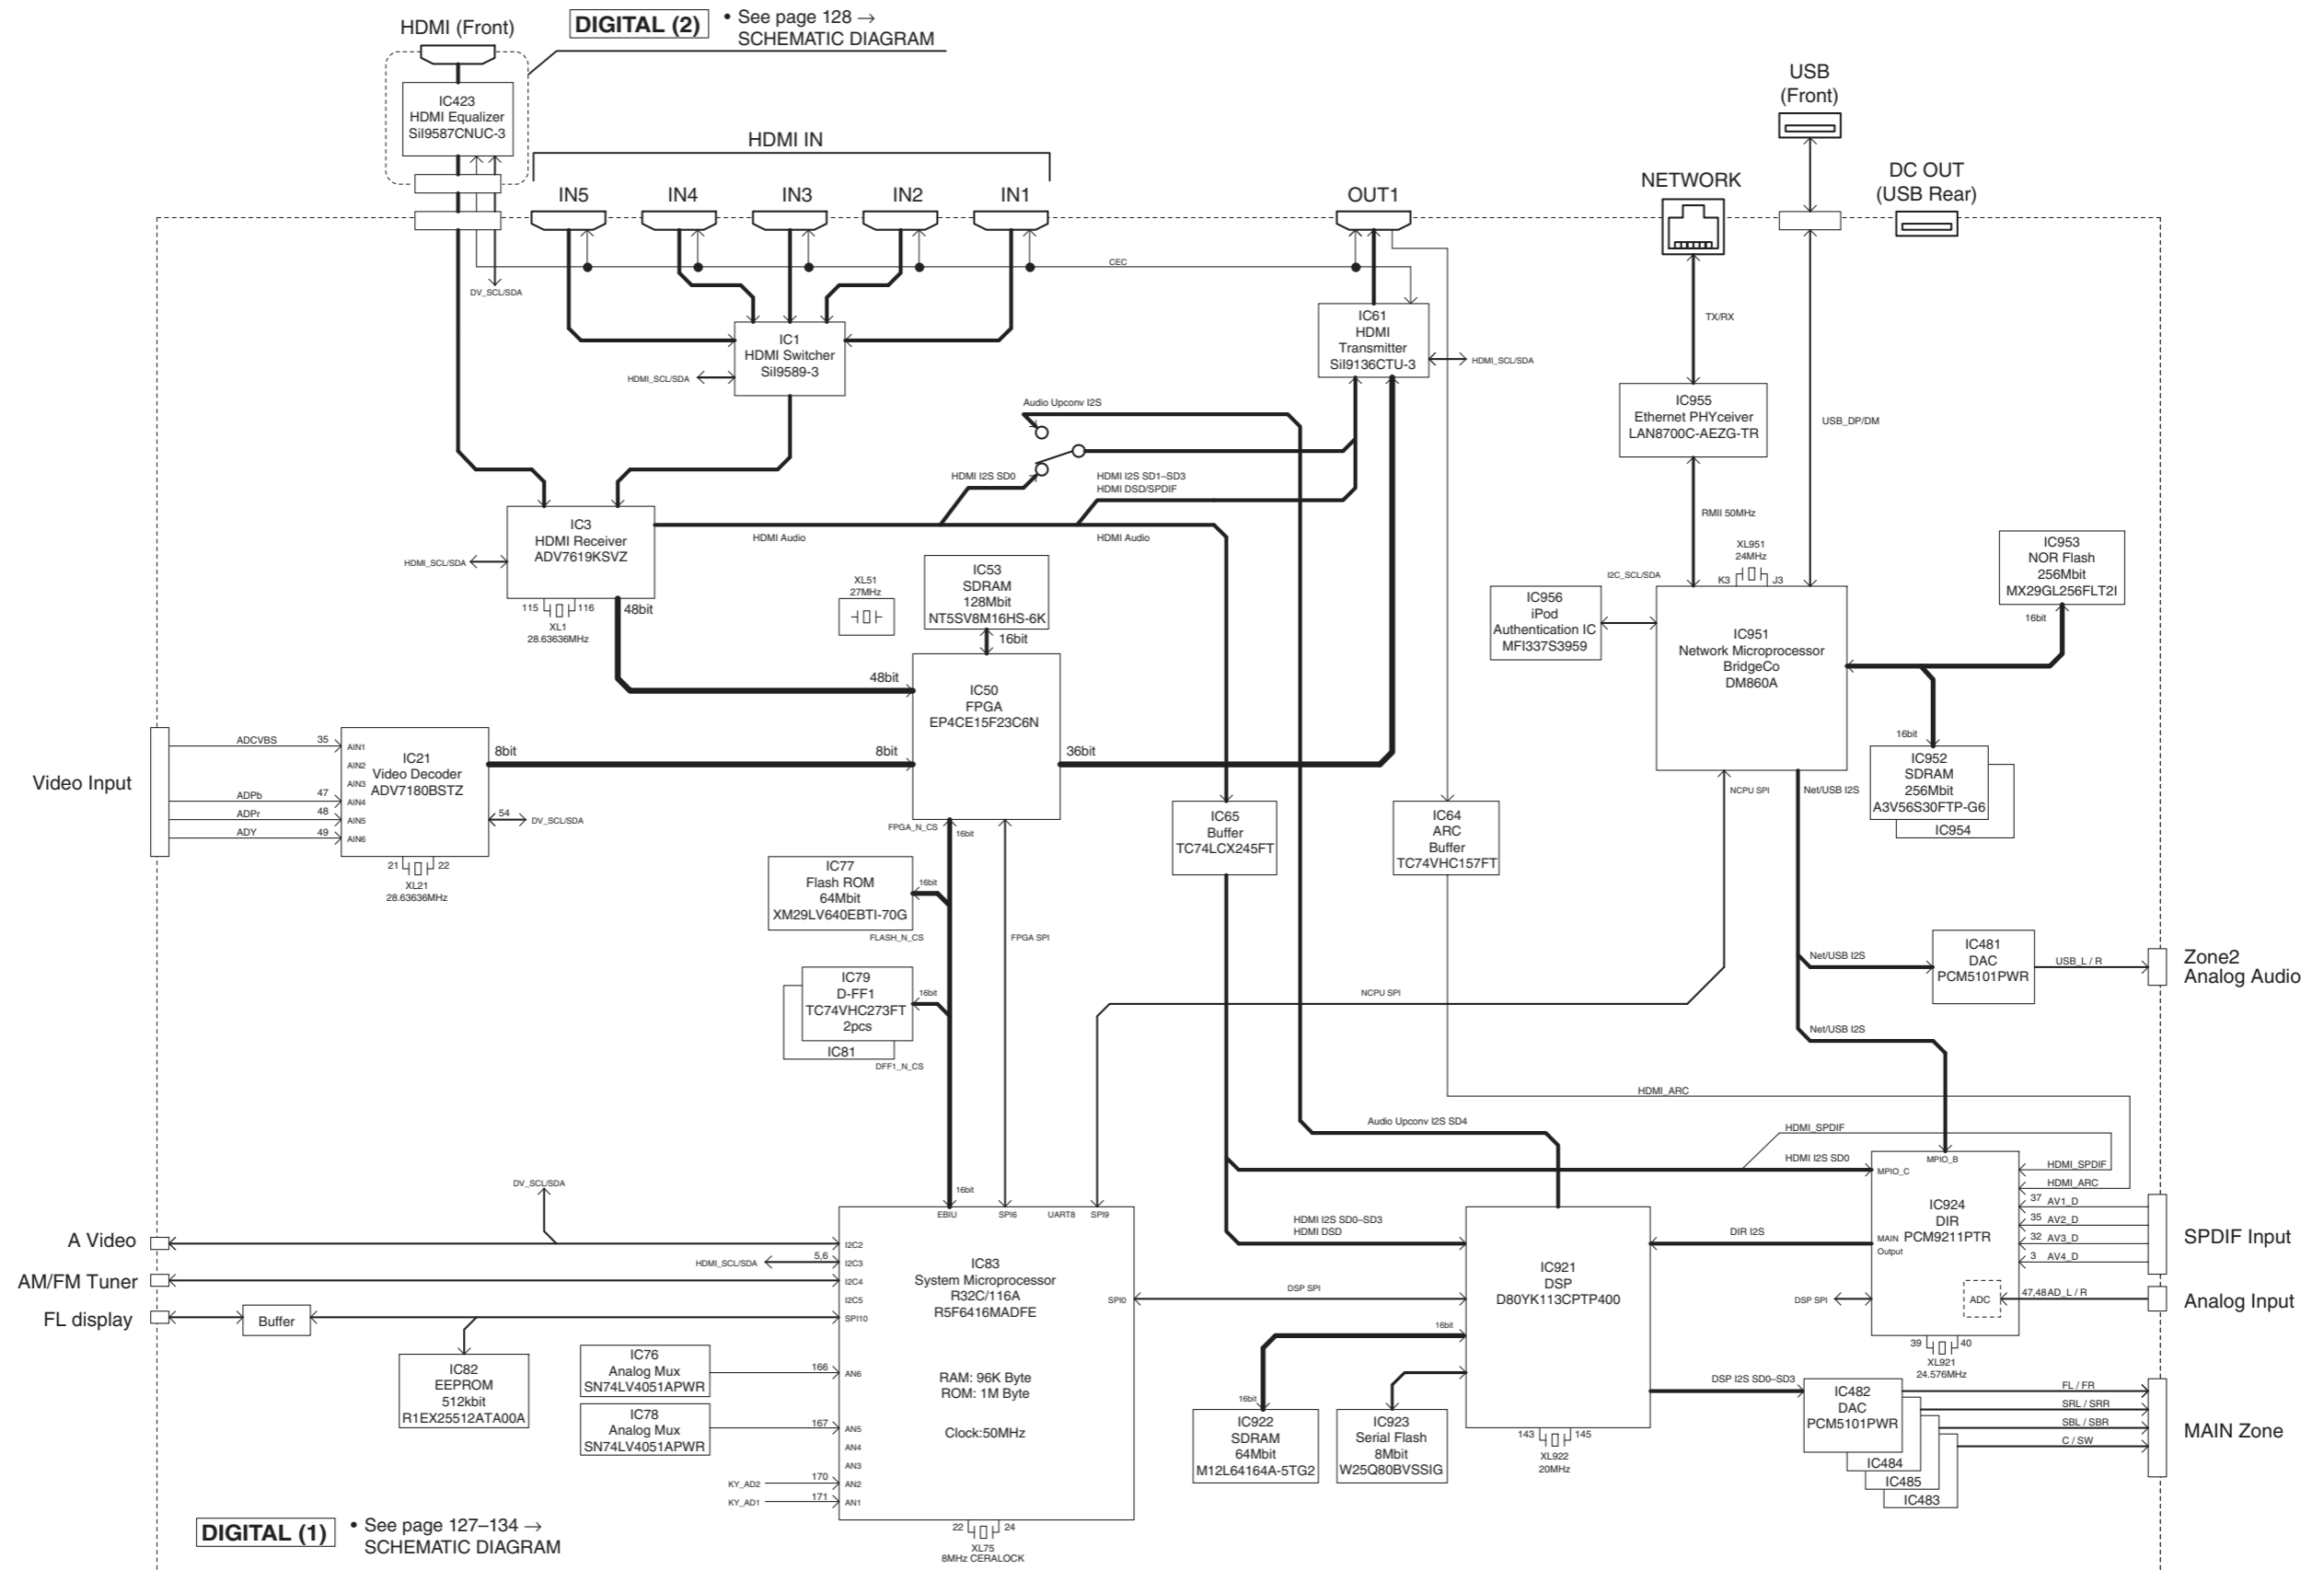 HDMI (Front)
DIGITAL (2)
• See page 128 →
SCHEMATIC DIAGRAM
IC423
HDMI Equalizer
SiI9587CNUC-3
HDMI IN
IN5
IN4
IN3
IN2
IN1
OUT1
NETWORK
USB
(Front)
DC OUT
(USB Rear)
DV_SCL/SDA
CEC
IC1
HDMI Switcher
SiI9589-3
HDMI_SCL/SDA
IC61
HDMI
Transmitter
SiI9136CTU-3
HDMI_SCL/SDA
TX/RX
IC955
Ethernet PHYceiver
LAN8700C-AEZG-TR
USB_DP/DM
RMII 50MHz
Audio Upconv I2S
HDMI I2S SD0
HDMI I2S SD1–SD3
HDMI DSD/SPDIF
HDMI Audio
HDMI Audio
IC3
HDMI Receiver
ADV7619KSVZ
HDMI_SCL/SDA
115
116
XL1
28.63636MHz
48bit
XL51
27MHz
IC53
SDRAM
128Mbit
NT5SV8M16HS-6K
16bit
48bit
IC50
FPGA
EP4CE15F23C6N
8bit
36bit
XL951
24MHz
K3
J3
I2C_SCL/SDA
IC956
iPod
Authentication IC
MFI337S3959
IC951
Network Microprocessor
BridgeCo
DM860A
IC953
NOR Flash
256Mbit
MX29GL256FLT2I
16bit
16bit
IC952
SDRAM
256Mbit
A3V56S30FTP-G6
IC954
Video Input
ADCVBS
35
ADPb
47
ADPr
48
ADY
49
AIN1
AIN2
AIN3
AIN4
AIN5
AIN6
IC21
Video Decoder
ADV7180BSTZ
8bit
54
DV_SCL/SDA
21
22
XL21
28.63636MHz
FPGA_N_CS
16bit
IC77
Flash ROM
64Mbit
XM29LV640EBTI-70G
16bit
FLASH_N_CS
FPGA SPI
IC79
D-FF1
TC74VHC273FT
2pcs
IC81
16bit
DFF1_N_CS
IC65
Buffer
TC74LCX245FT
IC64
ARC
Buffer
TC74VHC157FT
NCPU SPI
Net/USB I2S
NCPU SPI
Net/USB I2S
IC481
DAC
PCM5101PWR
USB_L / R
Zone2
Analog Audio
Net/USB I2S
HDMI_ARC
Audio Upconv I2S SD4
HDMI_SPDIF
HDMI I2S SD0
MPIO_C
MPIO_B
HDMI_SPDIF
HDMI_ARC
37 AV1_D
35 AV2_D
32 AV3_D
3 AV4_D
IC924
DIR
PCM9211PTR
MAIN
Output
SPDIF Input
ADC
47,48 AD_L / R
Analog Input
DSP SPI
39
40
XL921
24.576MHz
DIR I2S
HDMI I2S SD0–SD3
HDMI DSD
IC921
DSP
D80YK113CPTP400
DSP SPI
16bit
16bit
IC922
SDRAM
64Mbit
M12L64164A-5TG2
IC923
Serial Flash
8Mbit
W25Q80BVSSIG
143
145
XL922
20MHz
DSP I2S SD0–SD3
IC482
DAC
PCM5101PWR
IC484
IC485
IC483
FL / FR
SRL / SRR
SBL / SBR
C / SW
MAIN Zone
DV_SCL/SDA
A Video
AM/FM Tuner
FL display
Buffer
IC82
EEPROM
512kbit
R1EX25512ATA00A
HDMI_SCL/SDA
5,6
16bit
EBIU
SPI6
UART8
SPI9
I2C2
I2C3
I2C4
I2C5
SPI10
SPI0
IC83
System Microprocessor
R32C/116A
R5F6416MADFE
RAM: 96K Byte
ROM: 1M Byte
Clock:50MHz
IC76
Analog Mux
SN74LV4051APWR
166
AN6
IC78
Analog Mux
SN74LV4051APWR
167
AN5
AN4
AN3
KY_AD2
170
AN2
KY_AD1
171
AN1
22
24
XL75
8MHz CERALOCK
DIGITAL (1)
• See page 127–134 →
SCHEMATIC DIAGRAM